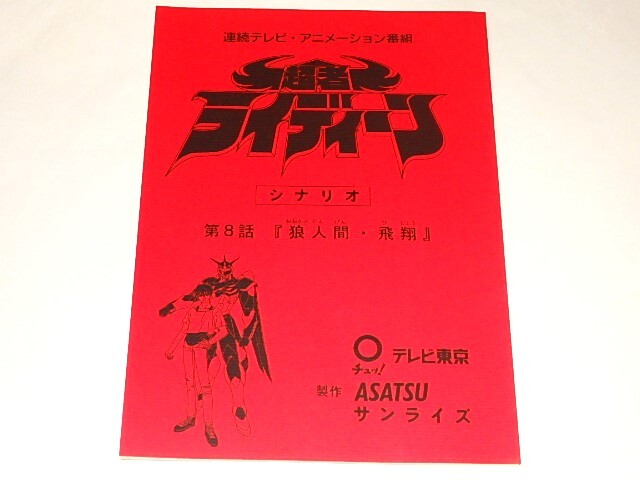 連続テレビ・アニメーション番組
超者
ライディーン
シナリオ
第8話 『狼人間・飛翔』
テレビ東京
チュッ!
製作 ASATSU
サンライズ